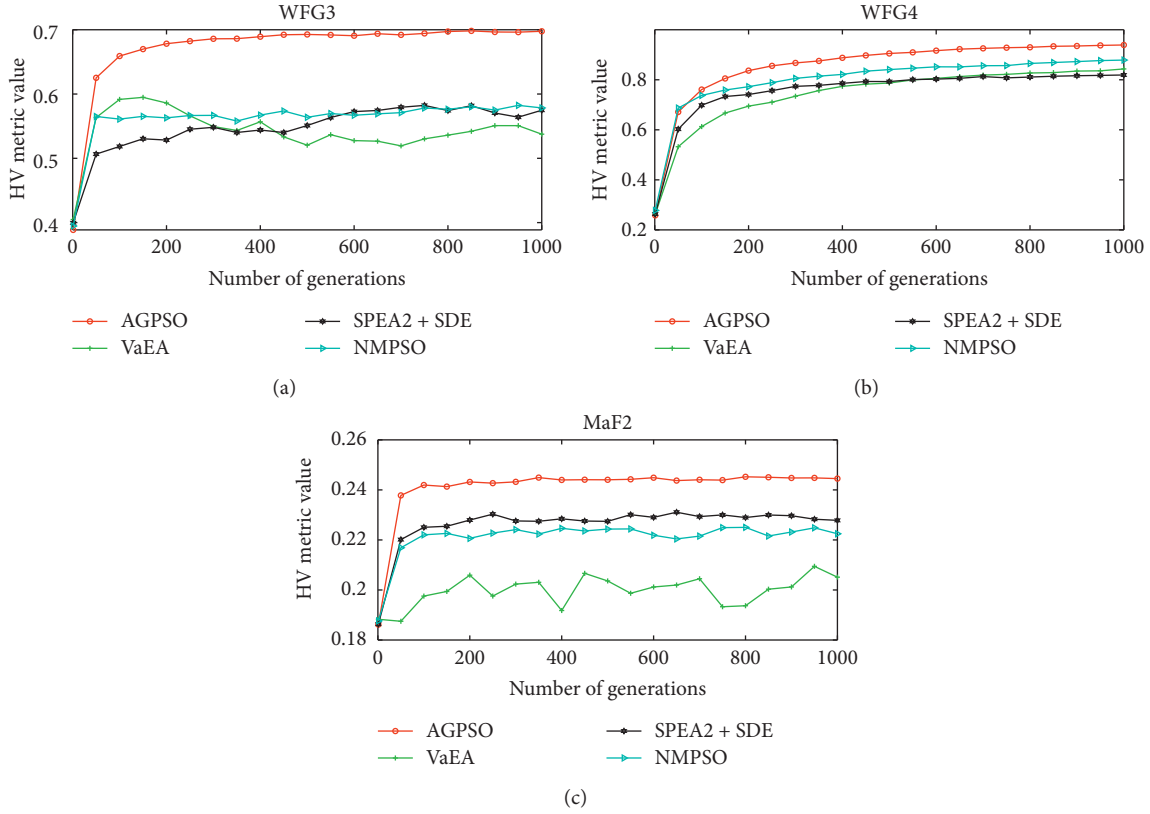 WFG3
0.7
0.6
0.5
0.4
HV metric value
0 200 400 600 800 1000
Number of generations
AGPSO SPEA2 + SDE
VaEA NMPSO
(a)
WFG4
0.8
0.6
0.4
0.2
HV metric value
0 200 400 600 800 1000
Number of generations
AGPSO SPEA2 + SDE
VaEA NMPSO
(b)
MaF2
0.26
0.24
0.22
0.2
0.18
HV metric value
0 200 400 600 800 1000
Number of generations
AGPSO SPEA2 + SDE
VaEA NMPSO
(c)